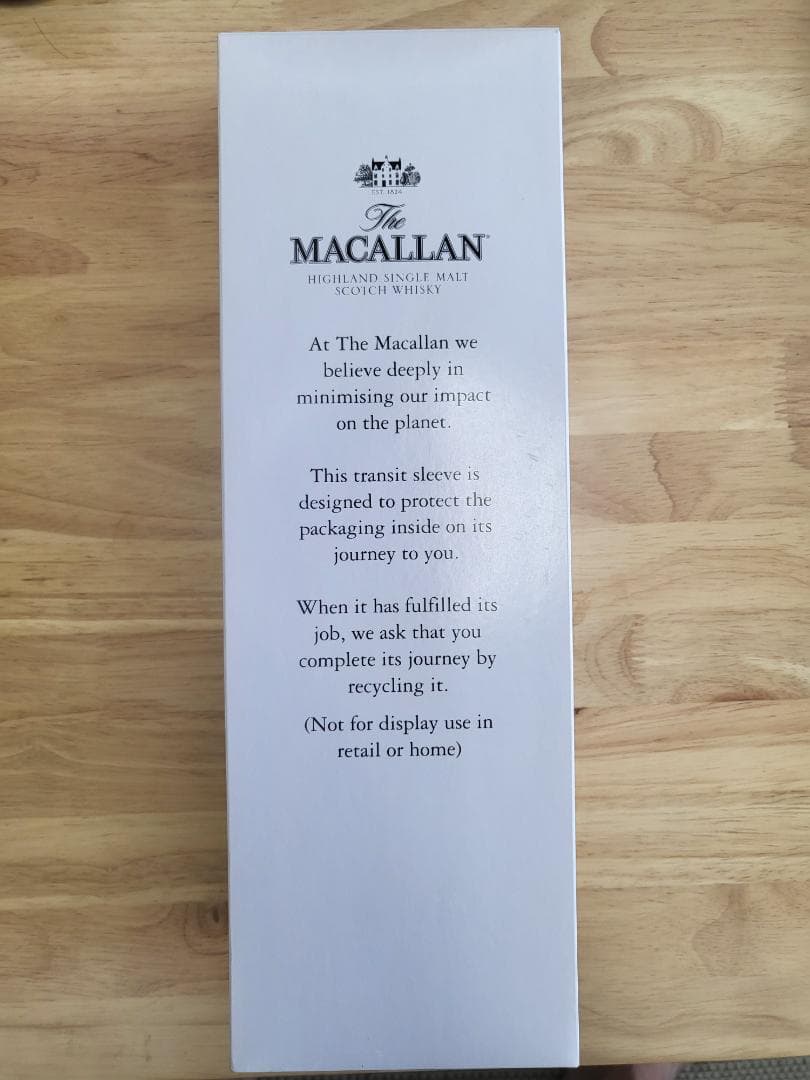 EST. 1824
The
MACALLAN
HIGHLAND SINGLE MALT
SCOTCH WHISKY
At The Macallan we
believe deeply in
minimising our impact
on the planet.
This transit sleeve is
designed to protect the
packaging inside on its
journey to you.
When it has fulfilled its
job, we ask that you
complete its journey by
recycling it.
(Not for display use in
retail or home)